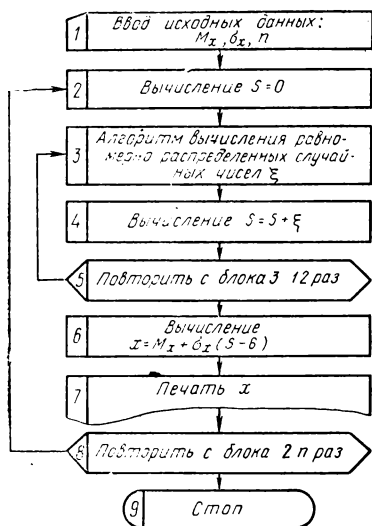 1
Ввод исходных данных:
Mx, σx, n
2
Вычисление S=0
3
Алгоритм вычисления равно-
мерно распределенных случай-
ных чисел ξ
4
Вычисление S=S+ξ
5
Повторить с блока 3 12 раз
6
Вычисление
x=Mx+σx(S-6)
7
Печать x
8
Повторить с блока 2 n раз
9
Стоп